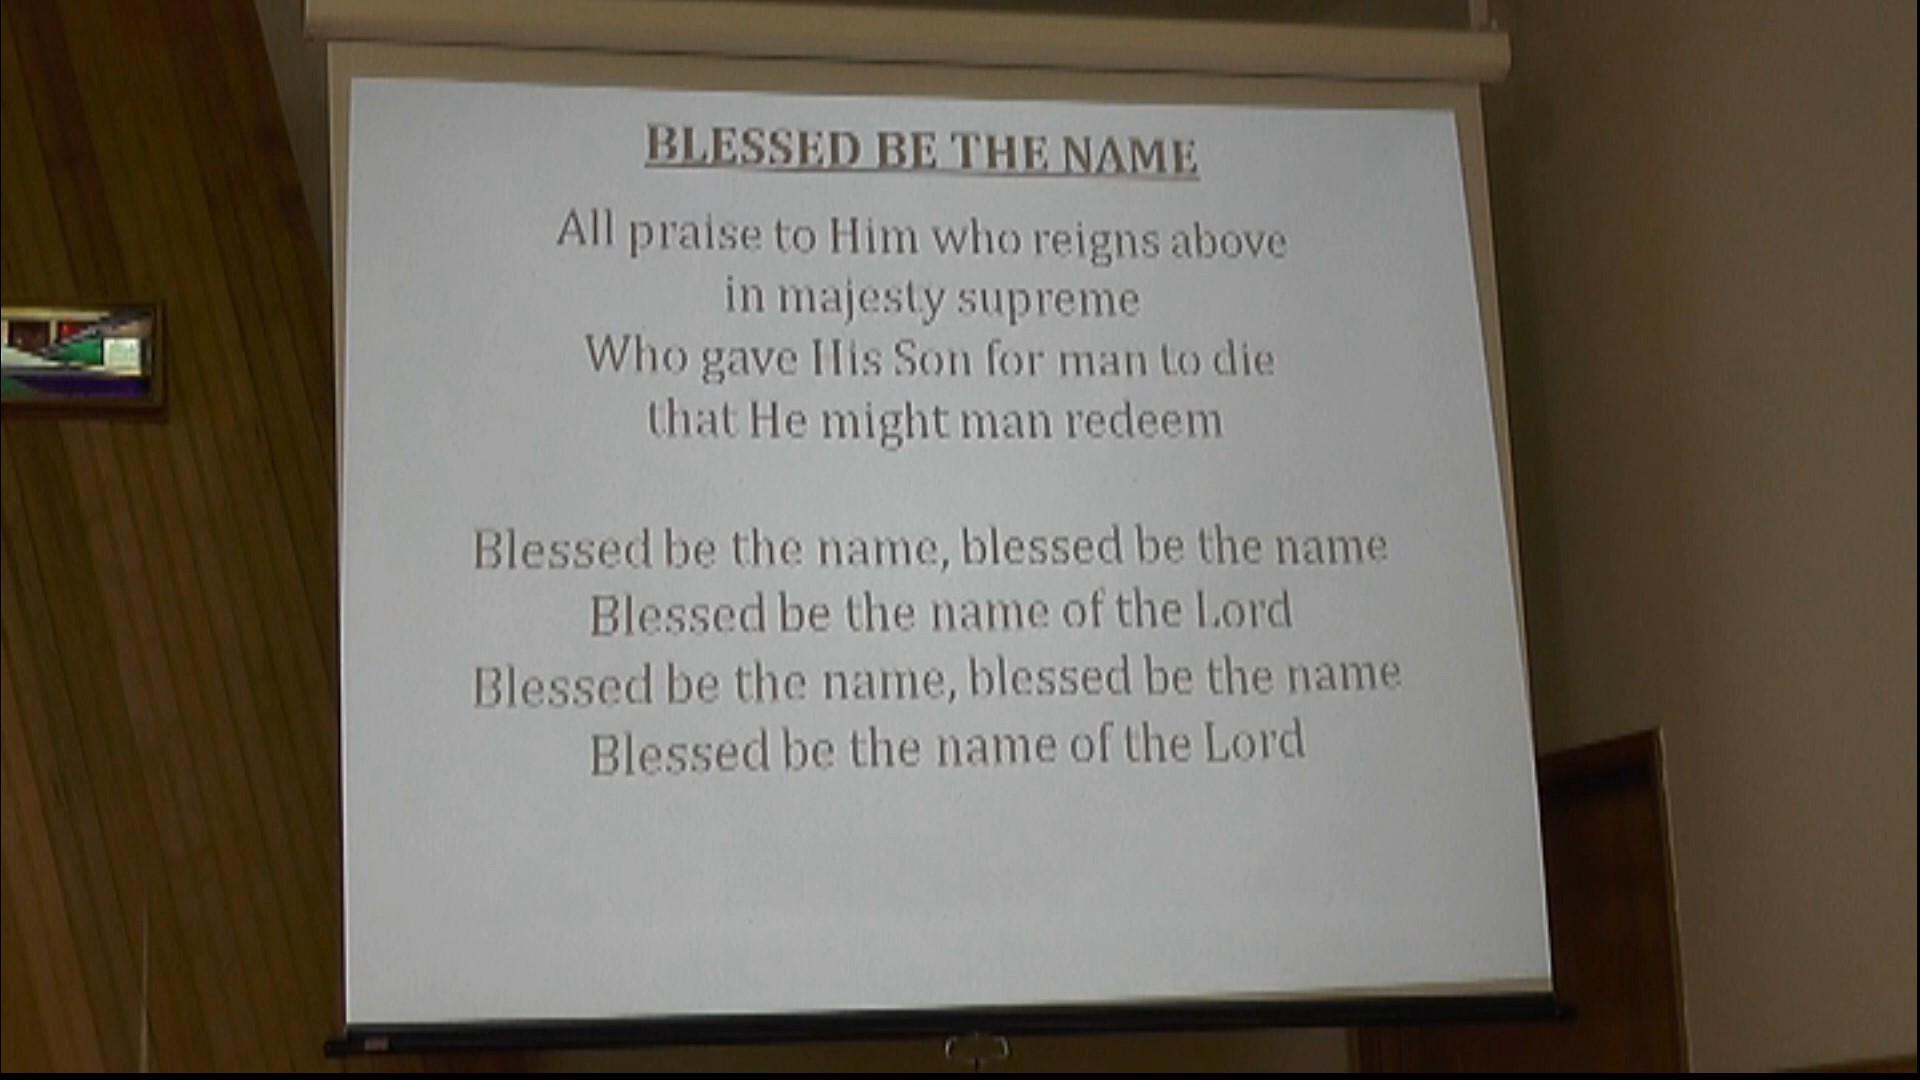 BLESSED BE THE NAME
All praise to Him who reigns above
in majesty supreme
Who gave His Son for man to die
that He might man redeem
Blessed be the name, blessed be the name
Blessed be the name of the Lord
Blessed be the name, blessed be the name
Blessed be the name of the Lord